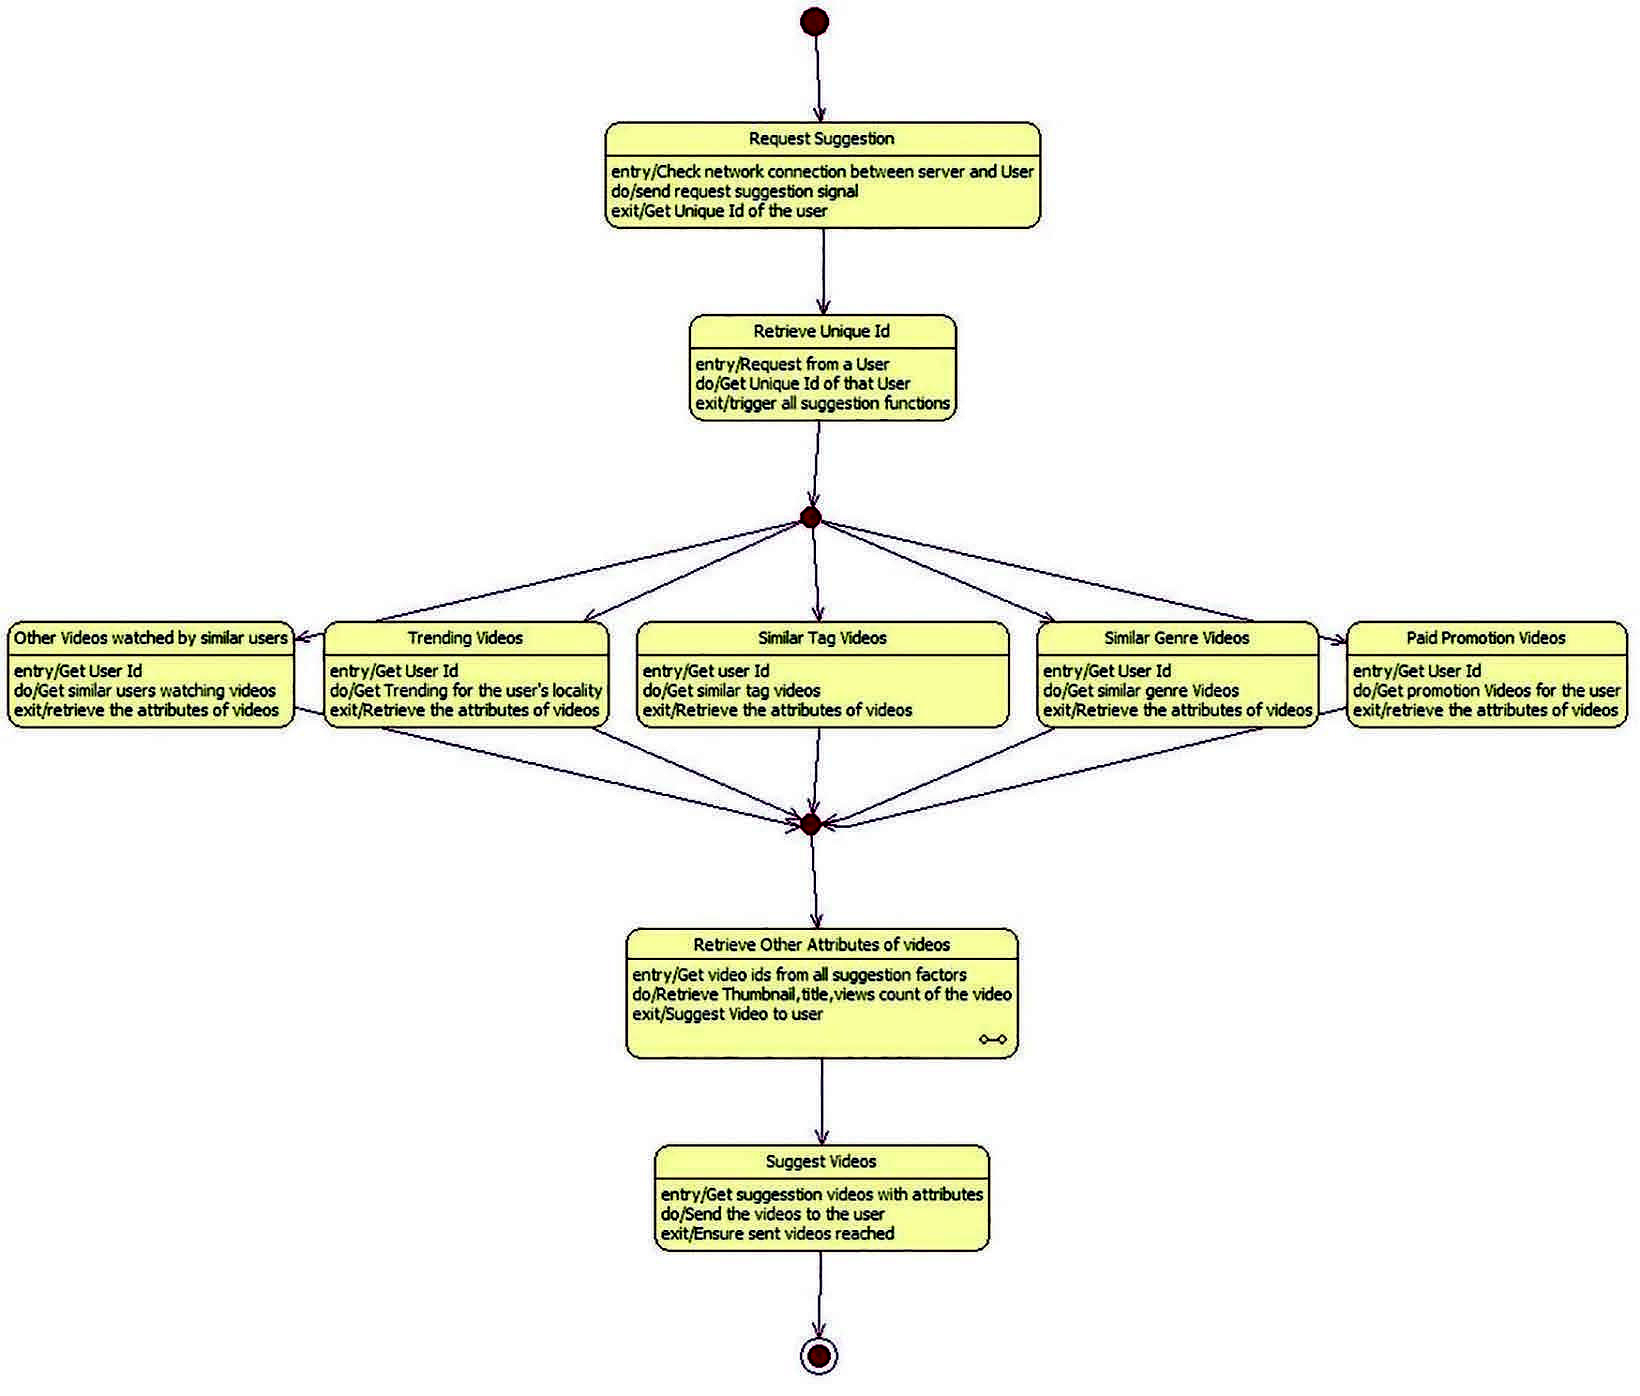 Request Suggestion
entry/Check network connection between server and User
do/send request suggestion signal
exit/Get Unique Id of the user
Retrieve Unique Id
entry/Request from a User
do/Get Unique Id of that User
exit/trigger all suggestion functions
Other Videos watched by similar users
entry/Get User Id
do/Get similar users watching videos
exit/retrieve the attributes of videos
Trending Videos
entry/Get User Id
do/Get Trending for the user's locality
exit/Retrieve the attributes of videos
Similar Tag Videos
entry/Get user Id
do/Get similar tag videos
exit/Retrieve the attributes of videos
Similar Genre Videos
entry/Get User Id
do/Get similar genre Videos
exit/Retrieve the attributes of videos
Paid Promotion Videos
entry/Get User Id
do/Get promotion Videos for the user
exit/retrieve the attributes of videos
Retrieve Other Attributes of videos
entry/Get video ids from all suggestion factors
do/Retrieve Thumbnail,title,views count of the video
exit/Suggest Video to user
Suggest Videos
entry/Get suggesstion videos with attributes
do/Send the videos to the user
exit/Ensure sent videos reached